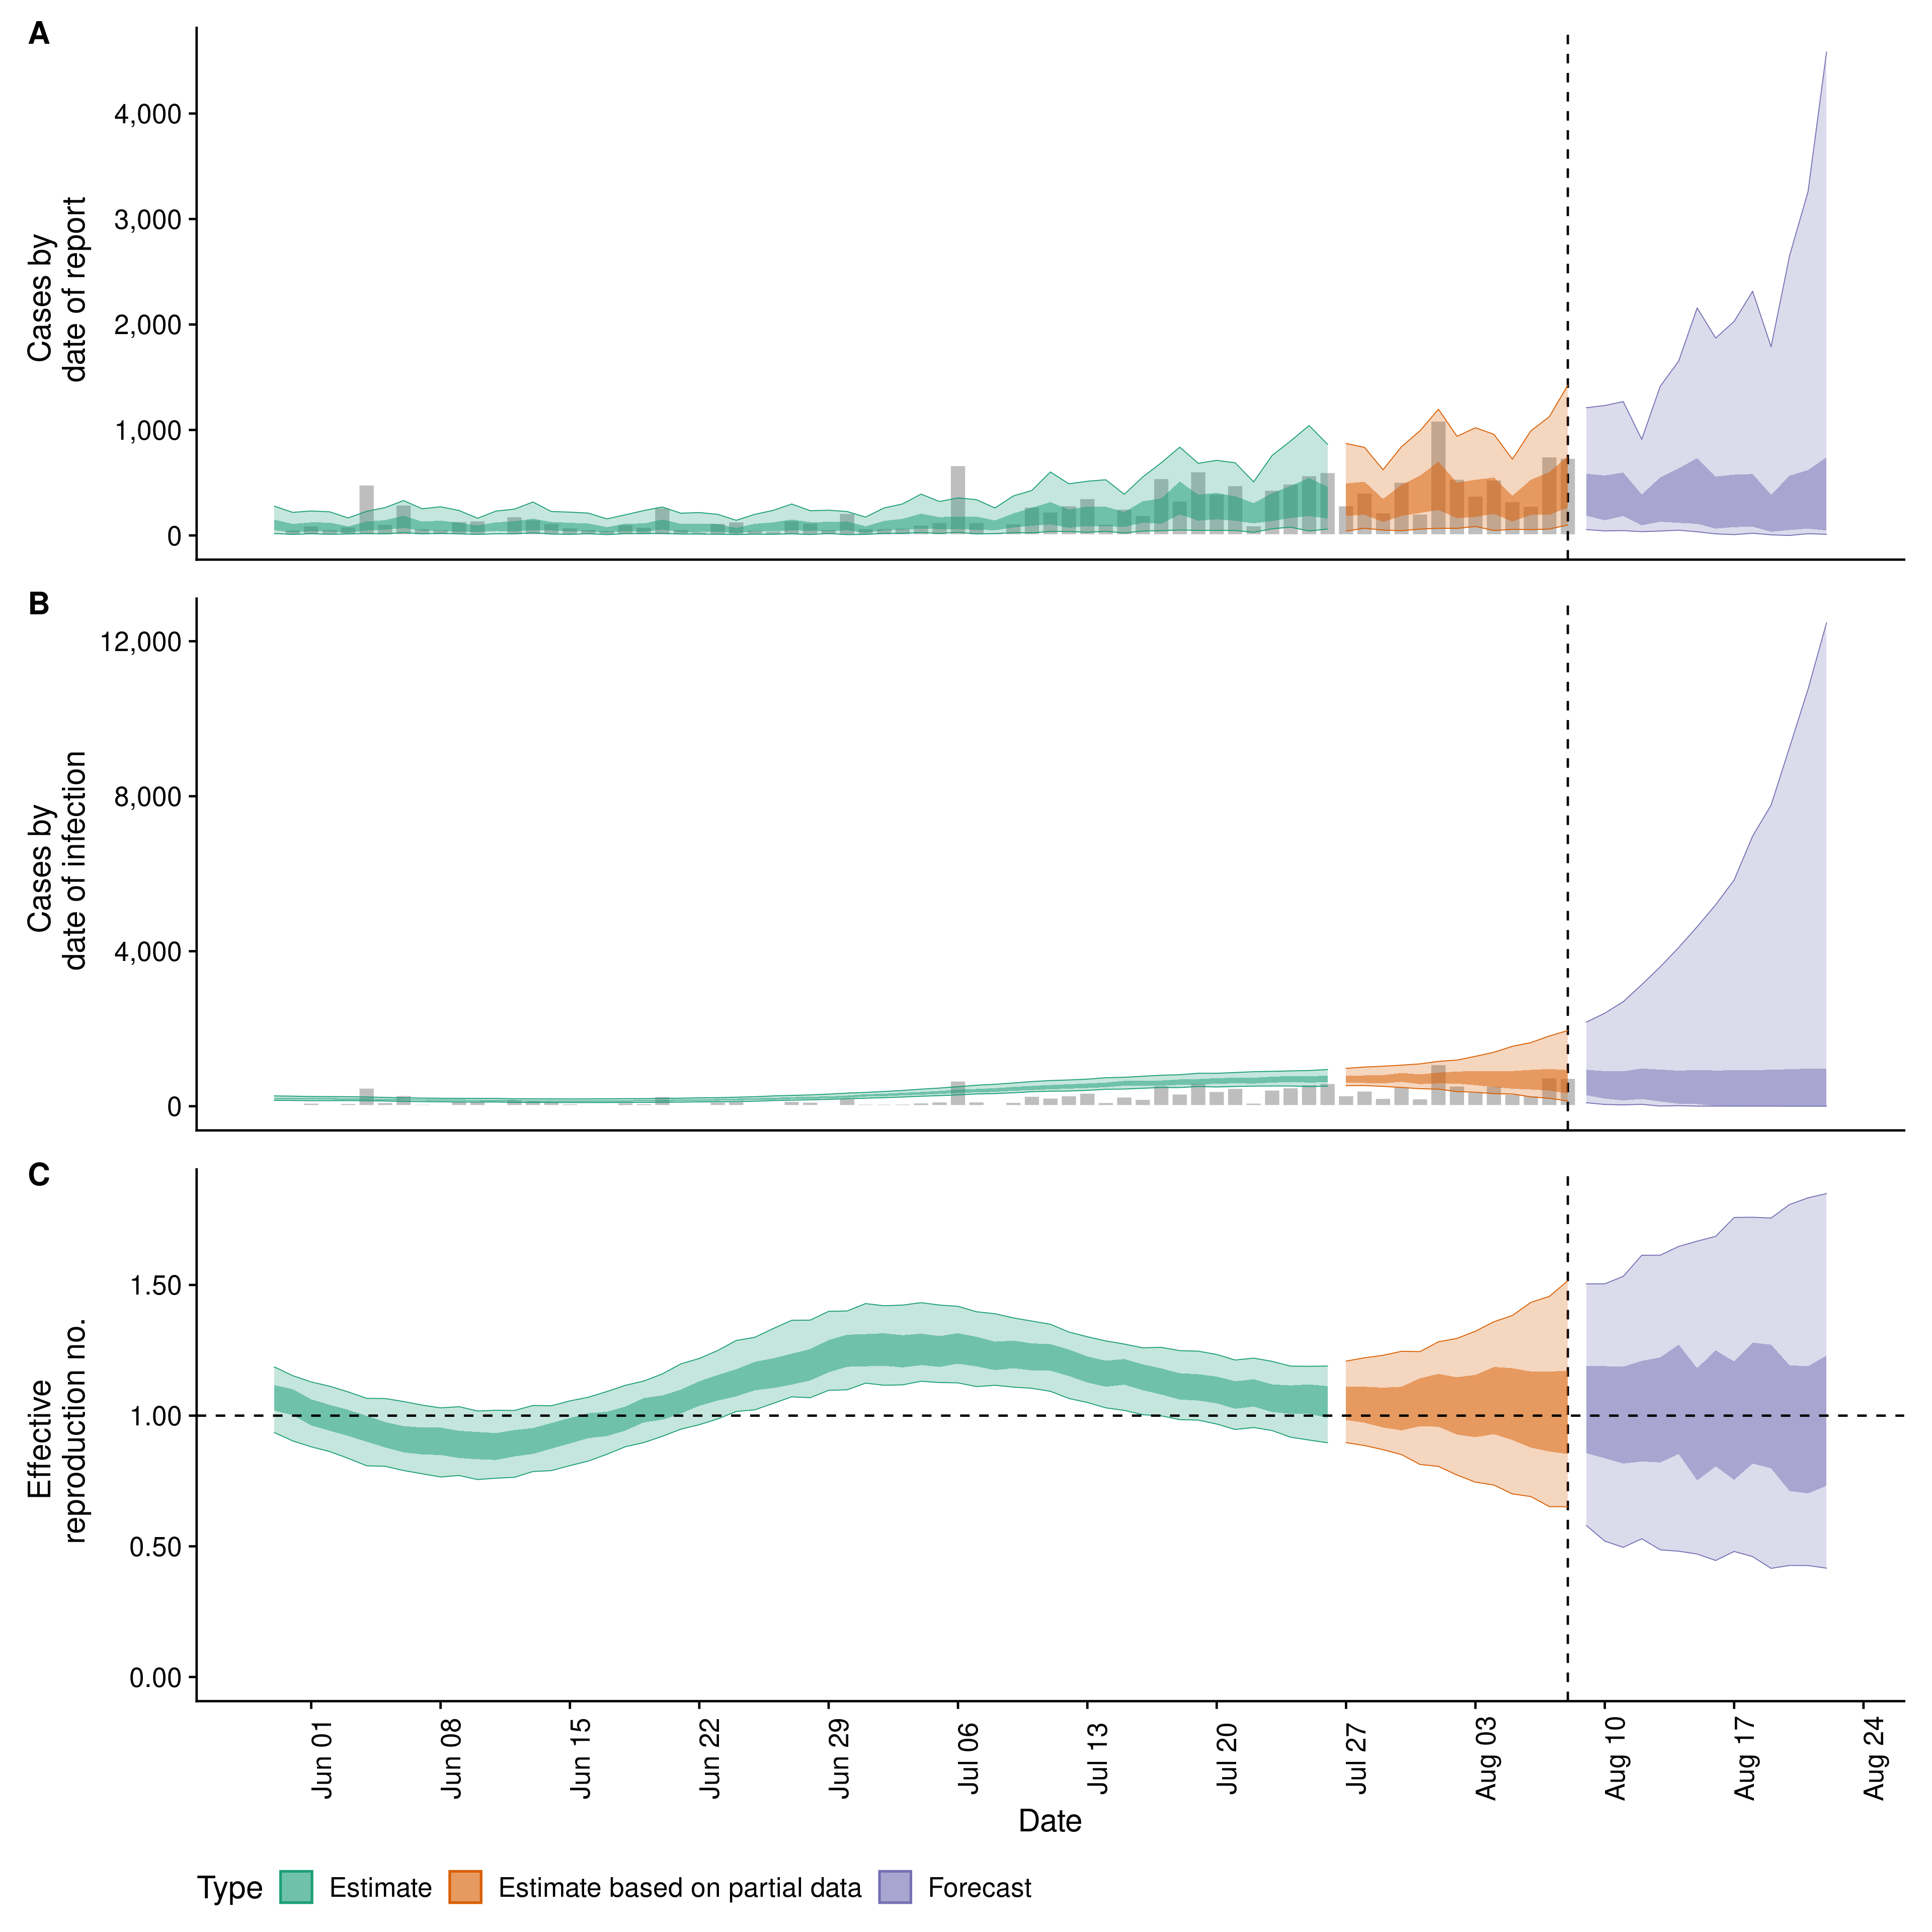 A
Cases by
date of report
4,000
3,000
2,000
1,000
0
B
Cases by
date of infection
12,000
8,000
4,000
0
C
Effective
reproduction no.
1.50
1.00
0.50
0.00
Jun 01
Jun 08
Jun 15
Jun 22
Jun 29
Jul 06
Jul 13
Jul 20
Jul 27
Aug 03
Aug 10
Aug 17
Aug 24
Date
Type Estimate Estimate based on partial data Forecast